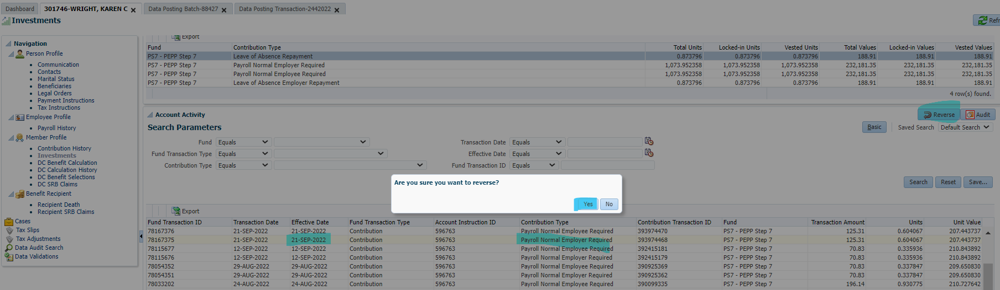 Dashboard 301746-WRIGHT, KAREN C Data Posting Batch-88427 Data Posting Transaction-2442022
Investments
Refr
Navigation
Person Profile
Communication
Contacts
Marital Status
Beneficiaries
Legal Orders
Payment Instructions
Tax Instructions
Employee Profile
Payroll History
Member Profile
Contribution History
Investments
DC Benefit Calculation
DC Calculation History
DC Benefit Selections
DC SRB Claims
Benefit Recipient
Recipient Death
Recipient SRB Claims
Cases
Tax Slips
Tax Adjustments
Data Audit Search
Data Validations
Export
Fund Contribution Type Total Units Locked-in Units Vested Units Total Values Locked-in Values Vested Values
PS7 - PEPP Step 7 Leave of Absence Repayment 0.873796 0.873796 0.873796 188.91 188.91 188.91
PS7 - PEPP Step 7 Payroll Normal Employer Required 1,073.952358 1,073.952358 1,073.952358 232,181.35 232,181.35 232,181.35
PS7 - PEPP Step 7 Payroll Normal Employee Required 1,073.952358 1,073.952358 1,073.952358 232,181.35 232,181.35 232,181.35
PS7 - PEPP Step 7 Leave of Absence Employer Repayment 0.873796 0.873796 0.873796 188.91 188.91 188.91
4 row(s) found.
Account Activity Reverse Audit
Search Parameters Basic Saved Search Default Search
Fund Equals Transaction Date Equals
Fund Transaction Type Equals Effective Date Equals
Contribution Type Equals Fund Transaction ID Equals
Are you sure you want to reverse?
Yes No
Search Reset Save...
Export
Fund Transaction ID Transaction Date Effective Date Fund Transaction Type Account Instruction ID Contribution Type Contribution Transaction ID Fund Transaction Amount Units Unit Value
78167376 21-SEP-2022 21-SEP-2022 Contribution 596763 Payroll Normal Employee Required 393974470 PS7 - PEPP Step 7 125.31 0.604067 207.443737
78167375 21-SEP-2022 21-SEP-2022 Contribution 596763 Payroll Normal Employer Required 393974468 PS7 - PEPP Step 7 125.31 0.604067 207.443737
78115677 12-SEP-2022 12-SEP-2022 Contribution 596763 Payroll Normal Employee Required 392415181 PS7 - PEPP Step 7 70.83 0.335936 210.843892
78115676 12-SEP-2022 12-SEP-2022 Contribution 596763 Payroll Normal Employer Required 392415179 PS7 - PEPP Step 7 70.83 0.335936 210.843892
78054352 29-AUG-2022 29-AUG-2022 Contribution 596763 Payroll Normal Employee Required 390925369 PS7 - PEPP Step 7 70.83 0.337847 209.650830
78054351 29-AUG-2022 29-AUG-2022 Contribution 596763 Payroll Normal Employer Required 390925362 PS7 - PEPP Step 7 70.83 0.337847 209.650830
78033202 24-AUG-2022 24-AUG-2022 Contribution 596763 Payroll Normal Employee Required 390099335 PS7 - PEPP Step 7 196.14 0.930775 210.727642